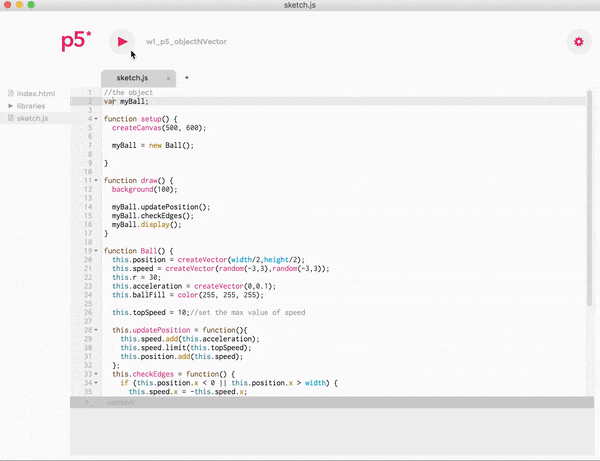 sketch.js
p5*
w1_p5_objectNVector
sketch.js × +
index.html
libraries
sketch.js
1 //the object
2 var myBall;
3
4 function setup() {
5 createCanvas(500, 600);
6
7 myBall = new Ball();
8
9 }
10
11 function draw() {
12 background(100);
13
14 myBall.updatePosition();
15 myBall.checkEdges();
16 myBall.display();
17 }
18
19 function Ball() {
20 this.position = createVector(width/2,height/2);
21 this.speed = createVector(random(-3,3),random(-3,3));
22 this.r = 30;
23 this.acceleration = createVector(0,0.1);
24 this.ballFill = color(255, 255, 255);
25
26 this.topSpeed = 10;//set the max value of speed
27
28 this.updatePosition = function(){
29 this.speed.add(this.acceleration);
30 this.speed.limit(this.topSpeed);
31 this.position.add(this.speed);
32 };
33 this.checkEdges = function() {
34 if (this.position.x < 0 || this.position.x > width) {
35 this.speed.x = -this.speed.x;
console